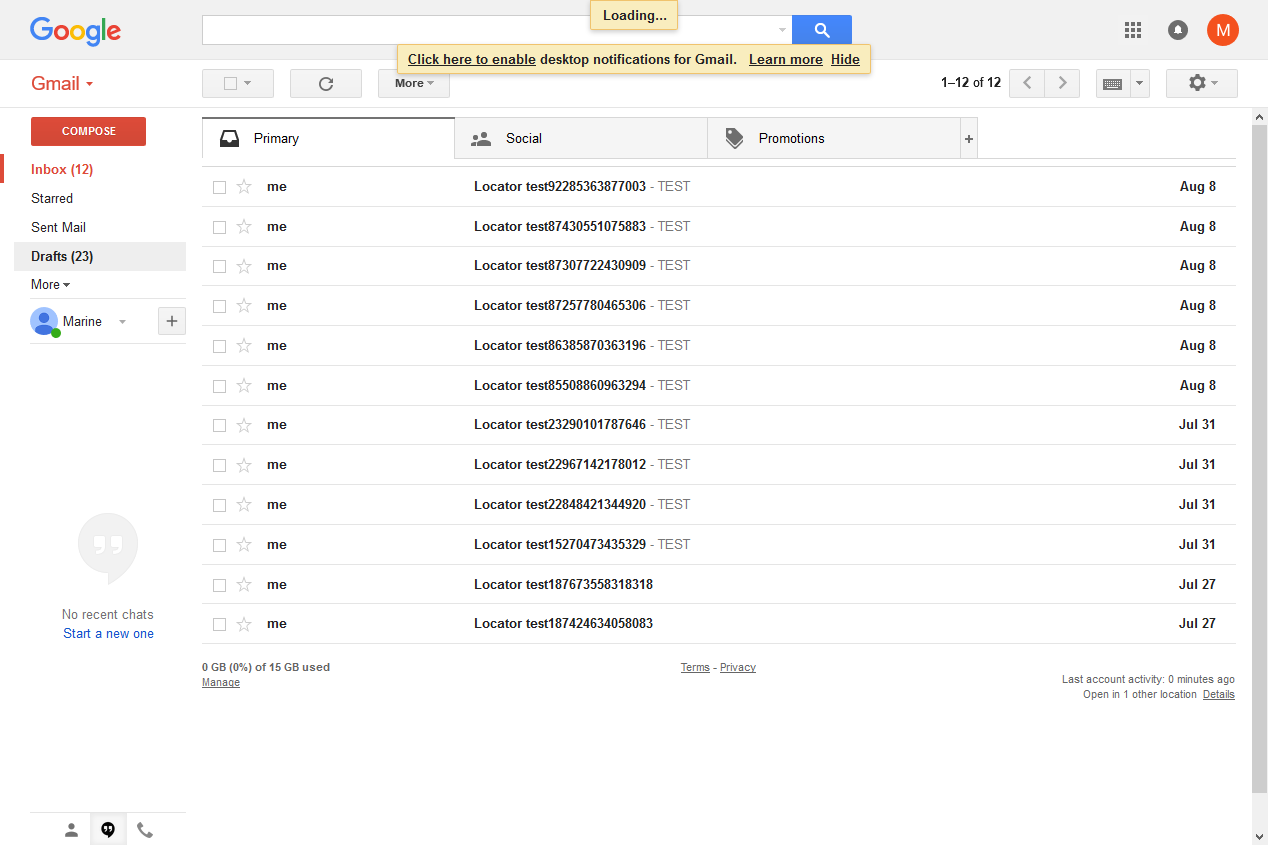 Loading...
Google
Click here to enable desktop notifications for Gmail. Learn more Hide
Gmail
More
1–12 of 12
COMPOSE
Inbox (12)
Starred
Sent Mail
Drafts (23)
More
Marine
M
Primary
Social
Promotions
me Locator test92285363877003 - TEST Aug 8
me Locator test87430551075883 - TEST Aug 8
me Locator test87307722430909 - TEST Aug 8
me Locator test87257780465306 - TEST Aug 8
me Locator test86385870363196 - TEST Aug 8
me Locator test85508860963294 - TEST Aug 8
me Locator test23290101787646 - TEST Jul 31
me Locator test22967142178012 - TEST Jul 31
me Locator test22848421344920 - TEST Jul 31
me Locator test15270473435329 - TEST Jul 31
me Locator test187673558318318 Jul 27
me Locator test187424634058083 Jul 27
No recent chats
Start a new one
0 GB (0%) of 15 GB used
Manage
Terms - Privacy
Last account activity: 0 minutes ago
Open in 1 other location Details